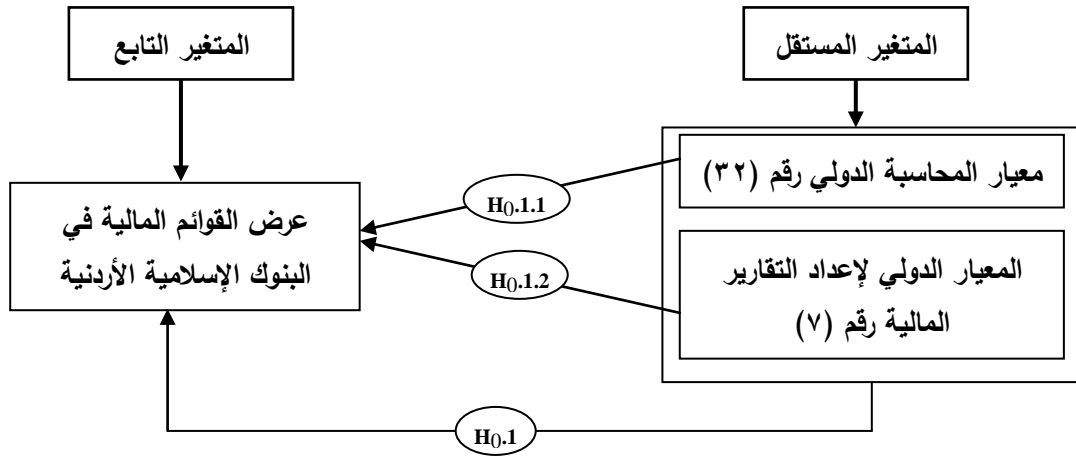 المتغير المستقل
المتغير التابع
معيار المحاسبة الدولي رقم (٣٢)
المعيار الدولي لإعداد التقارير
المالية رقم (٧)
H0.1.1
H0.1.2
عرض القوائم المالية في
البنوك الإسلامية الأردنية
H0.1